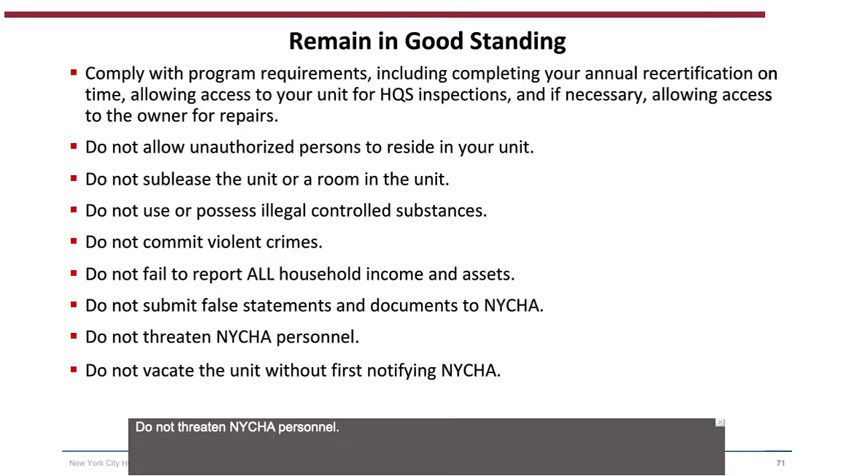 Remain in Good Standing
▪ Comply with program requirements, including completing your annual recertification on
time, allowing access to your unit for HQS inspections, and if necessary, allowing access
to the owner for repairs.
▪ Do not allow unauthorized persons to reside in your unit.
▪ Do not sublease the unit or a room in the unit.
▪ Do not use or possess illegal controlled substances.
▪ Do not commit violent crimes.
▪ Do not fail to report ALL household income and assets.
▪ Do not submit false statements and documents to NYCHA.
▪ Do not threaten NYCHA personnel.
▪ Do not vacate the unit without first notifying NYCHA.
Do not threaten NYCHA personnel.
New York City
71